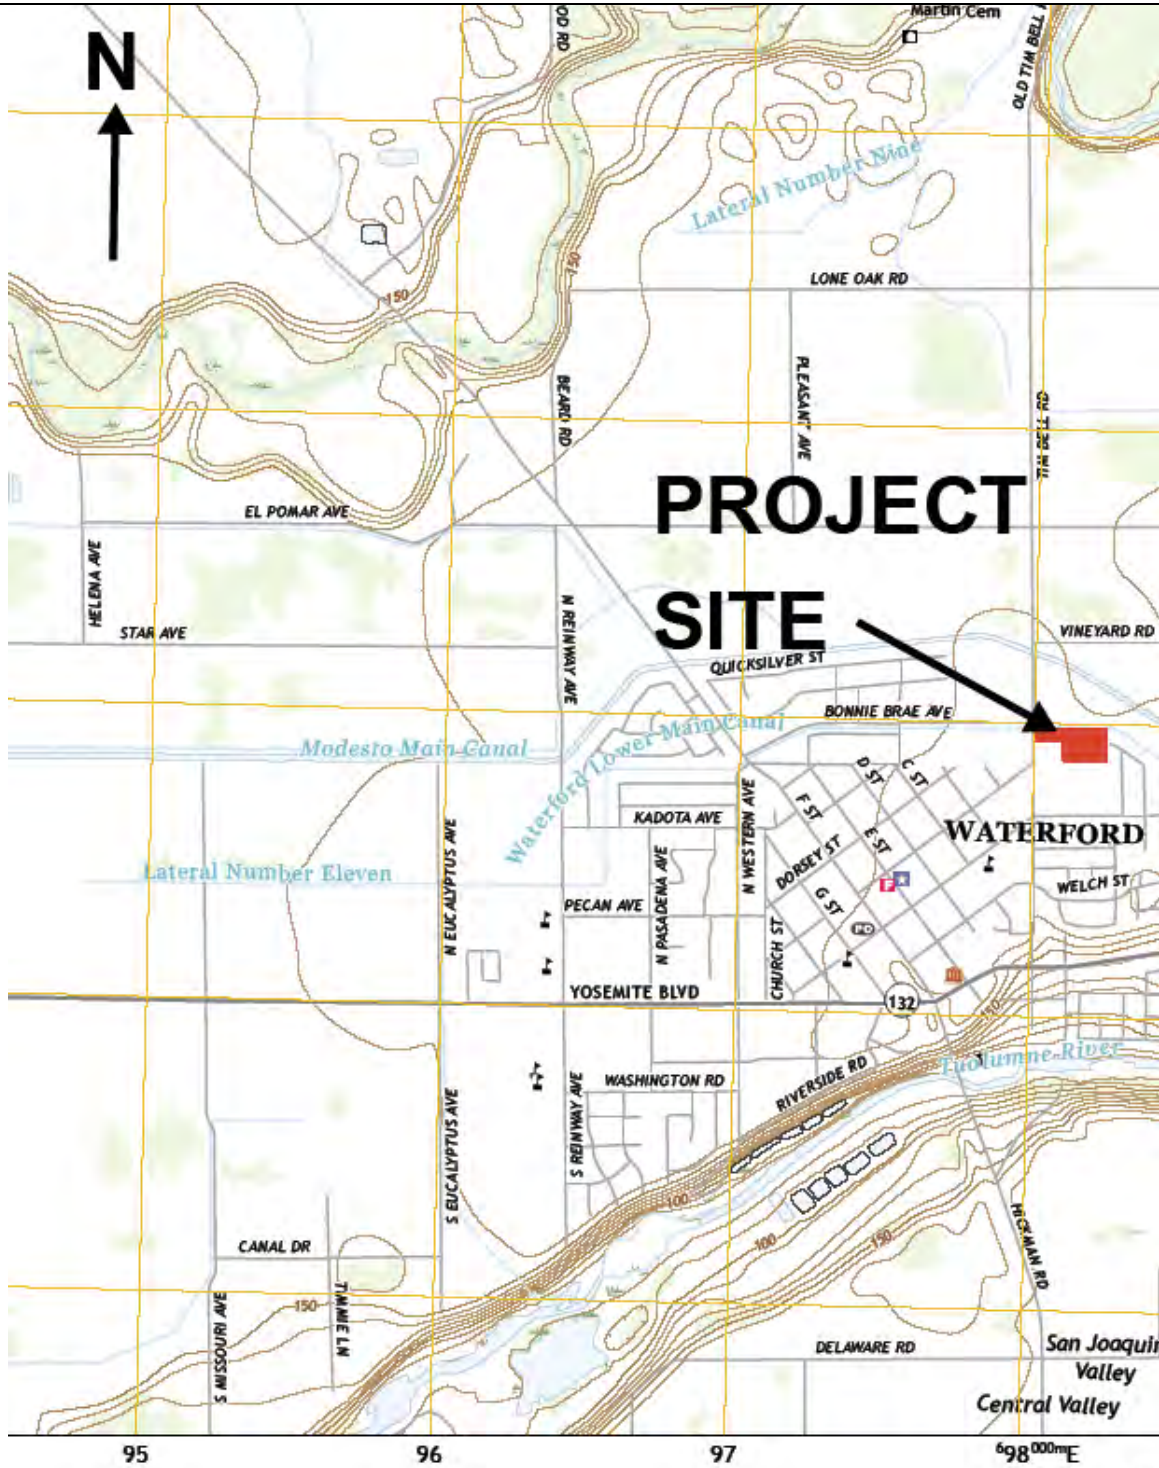 Martin Cem
OD RD
OLD TIM BELL R
N
Lateral Number Nine
150
LONE OAK RD
150
PLEASANT AVE
BEARD RD
TIM BELL RD
PROJECT
EL POMAR AVE
HELENA AVE
SITE
N REINWAY AVE
STAR AVE
VINEYARD RD
QUICKSILVER ST
BONNIE BRAE AVE
Modesto Main Canal
Waterford Lower Main Canal
D ST
C ST
F ST
E ST
KADOTA AVE
N WESTERN AVE
WATERFORD
DORSEY ST
Lateral Number Eleven
N EUCALYPTUS AVE
N PASADENA AVE
F
WELCH ST
G ST
PECAN AVE
PO
CHURCH ST
YOSEMITE BLVD
132
150
Tuolumne River
WASHINGTON RD
RIVERSIDE RD
S REINWAY AVE
S EUCALYPTUS AVE
100
HICKMAN RD
CANAL DR
100
150
150
TIMMIE LN
S MISSOURI AVE
DELAWARE RD
San Joaquin
Valley
Central Valley
95 96 97 ⁶98⁰⁰⁰ᵐE